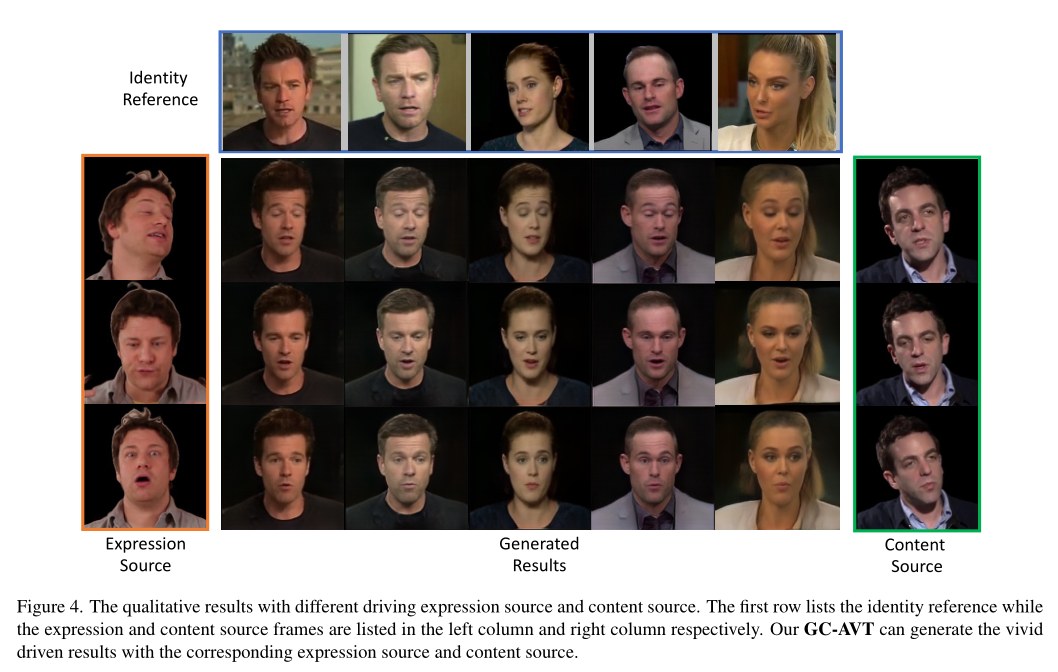 Identity
Reference
Expression
Source
Generated
Results
Content
Source
Figure 4. The qualitative results with different driving expression source and content source. The first row lists the identity reference while
the expression and content source frames are listed in the left column and right column respectively. Our GC-AVT can generate the vivid
driven results with the corresponding expression source and content source.